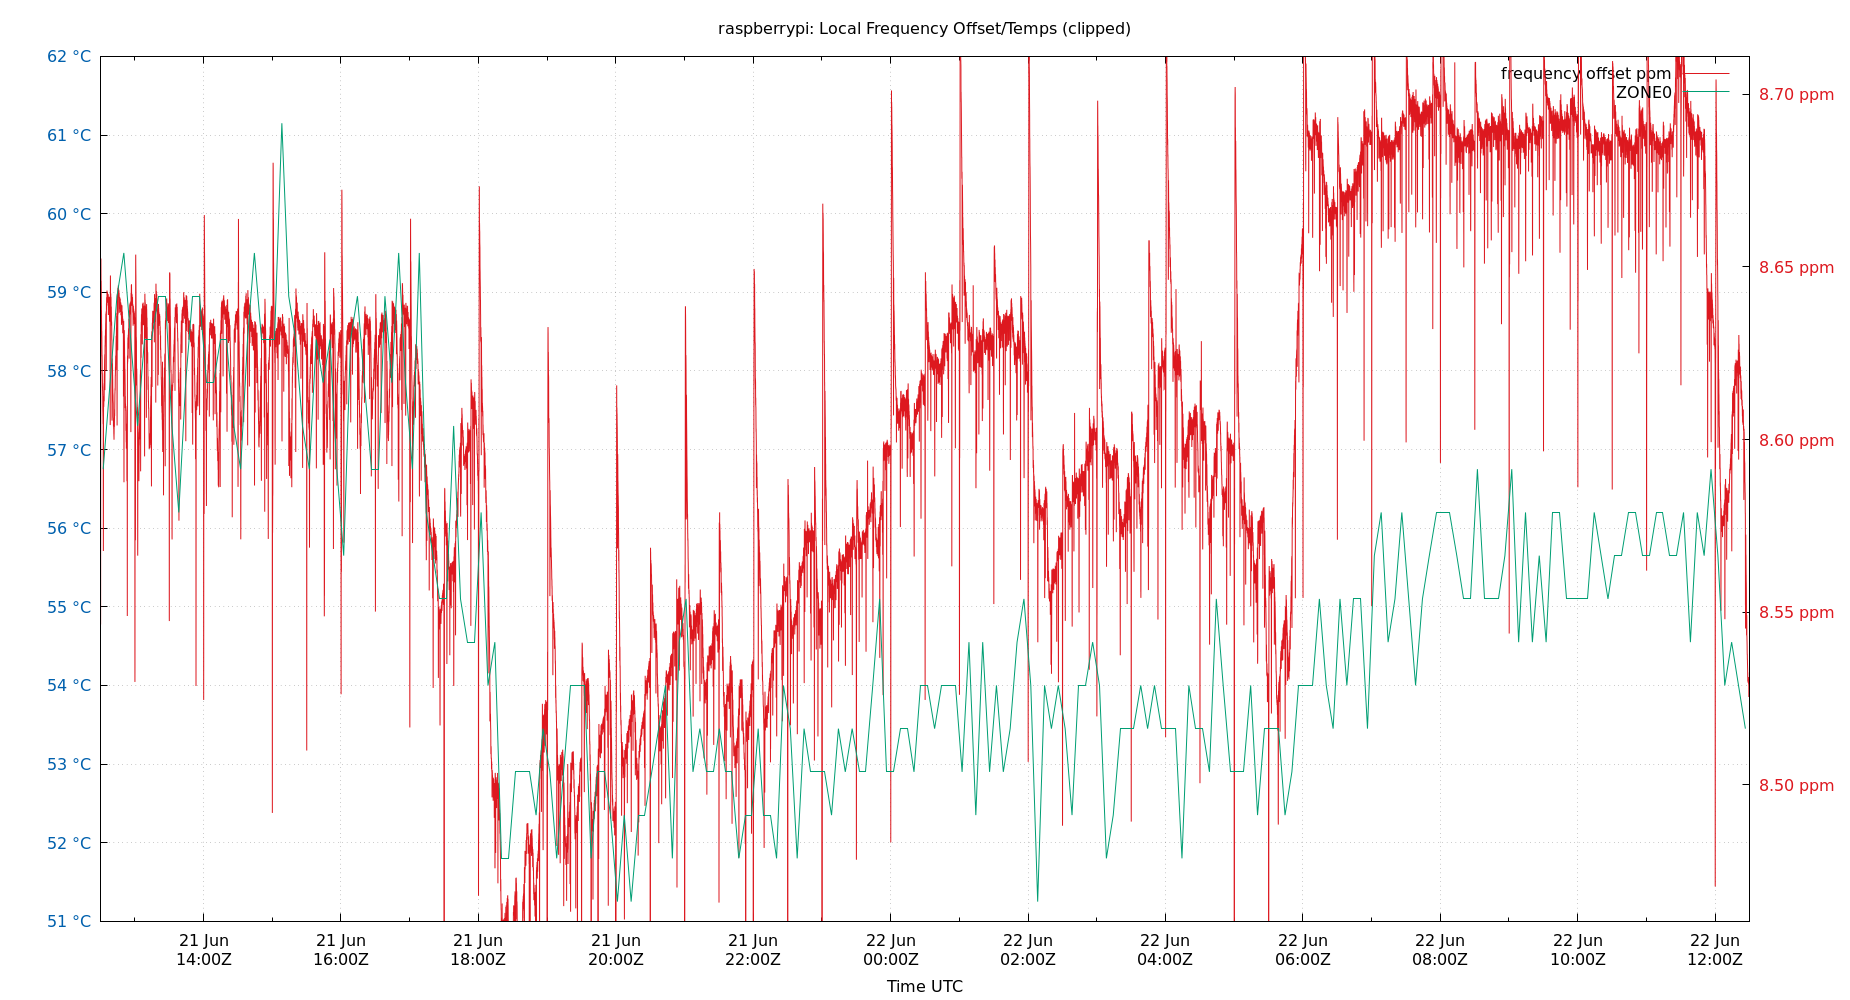 raspberrypi: Local Frequency Offset/Temps (clipped)
62 °C
61 °C
60 °C
59 °C
58 °C
57 °C
56 °C
55 °C
54 °C
53 °C
52 °C
51 °C
frequency offset ppm
ZONE0
8.70 ppm
8.65 ppm
8.60 ppm
8.55 ppm
8.50 ppm
21 Jun
14:00Z
21 Jun
16:00Z
21 Jun
18:00Z
21 Jun
20:00Z
21 Jun
22:00Z
22 Jun
00:00Z
22 Jun
02:00Z
22 Jun
04:00Z
22 Jun
06:00Z
22 Jun
08:00Z
22 Jun
10:00Z
22 Jun
12:00Z
Time UTC